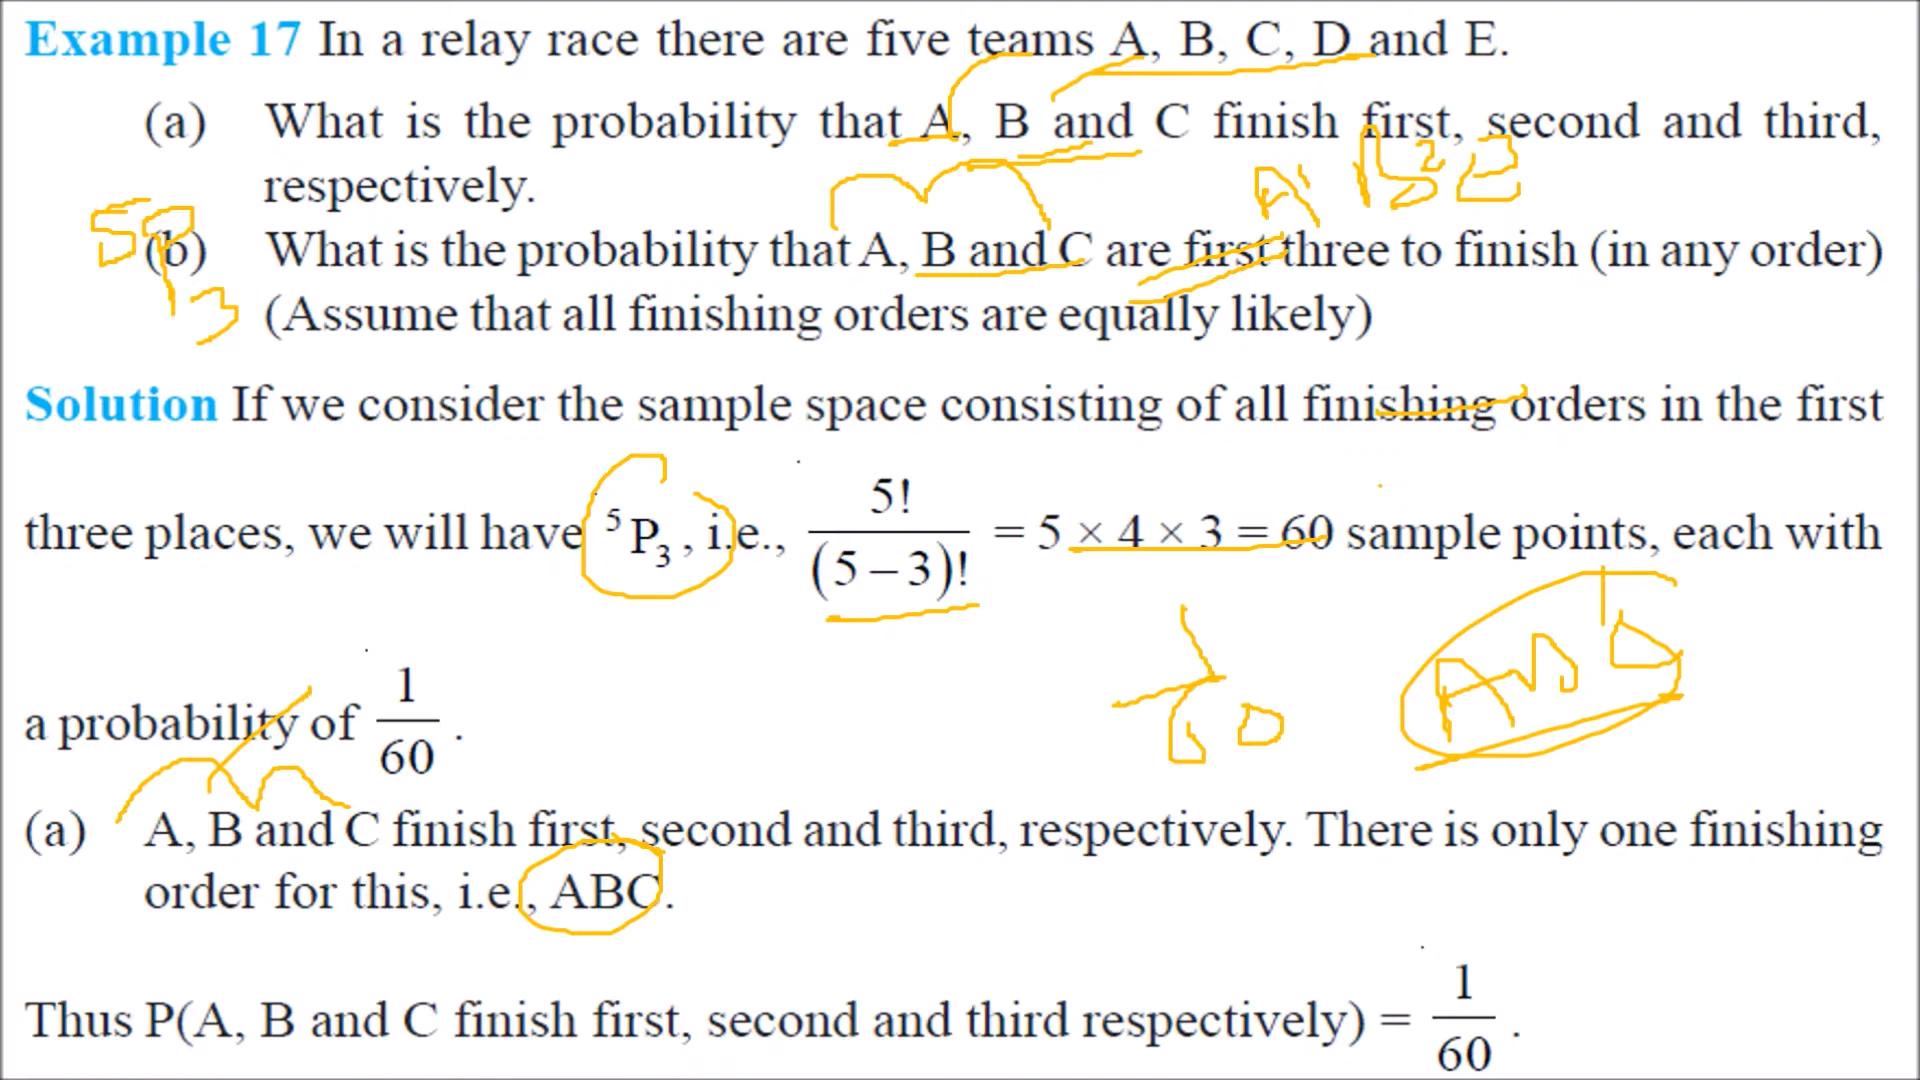 Example 17 In a relay race there are five teams A, B, C, D and E.
(a) What is the probability that A, B and C finish first, second and third,
respectively.
(b) What is the probability that A, B and C are first three to finish (in any order)
(Assume that all finishing orders are equally likely)
Solution If we consider the sample space consisting of all finishing orders in the first
three places, we will have ⁵P₃, i.e., 5!/(5 – 3)! = 5 × 4 × 3 = 60 sample points, each with
a probability of 1/60.
(a) A, B and C finish first, second and third, respectively. There is only one finishing
order for this, i.e., ABC.
Thus P(A, B and C finish first, second and third respectively) = 1/60.